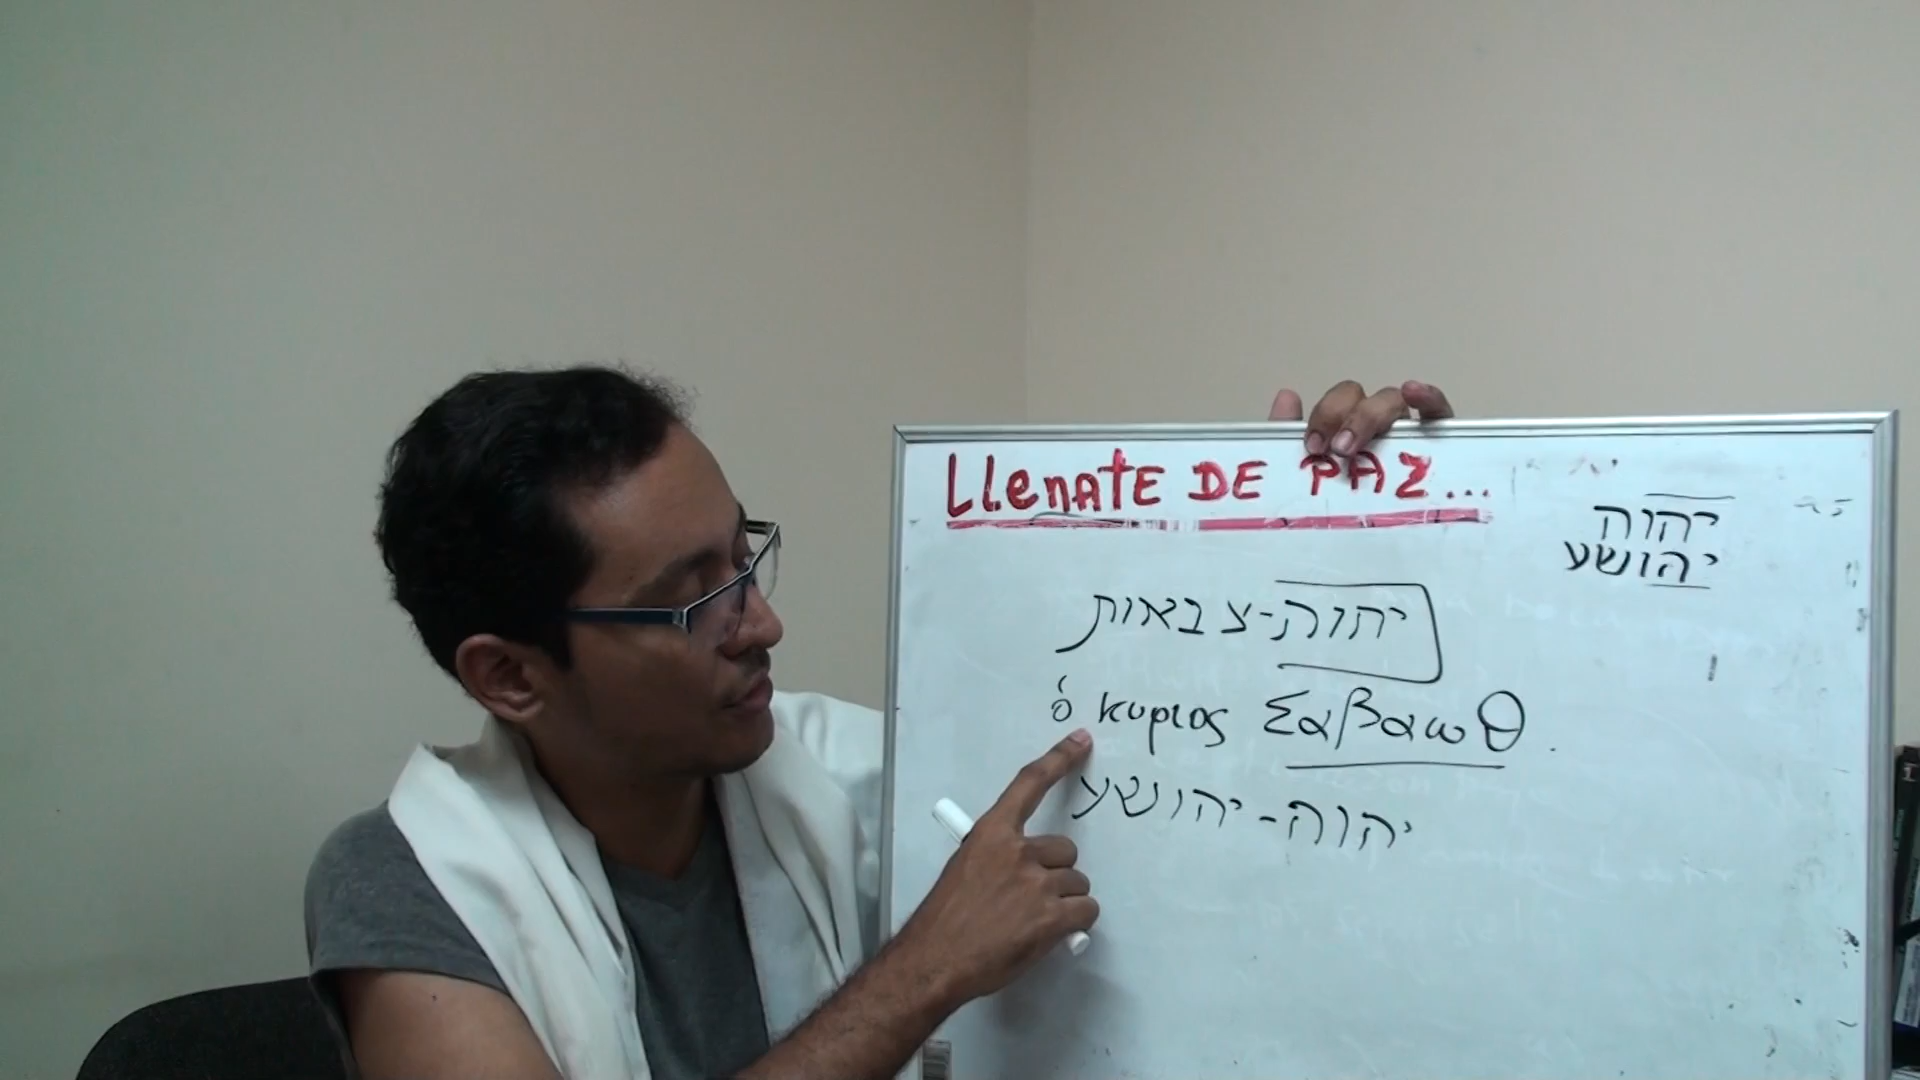 LLenATE DE PAZ...
יהוה
יהושע
יהוה-צבאות
ὁ κυριος Σαβαωθ.
יהוה-יהושע